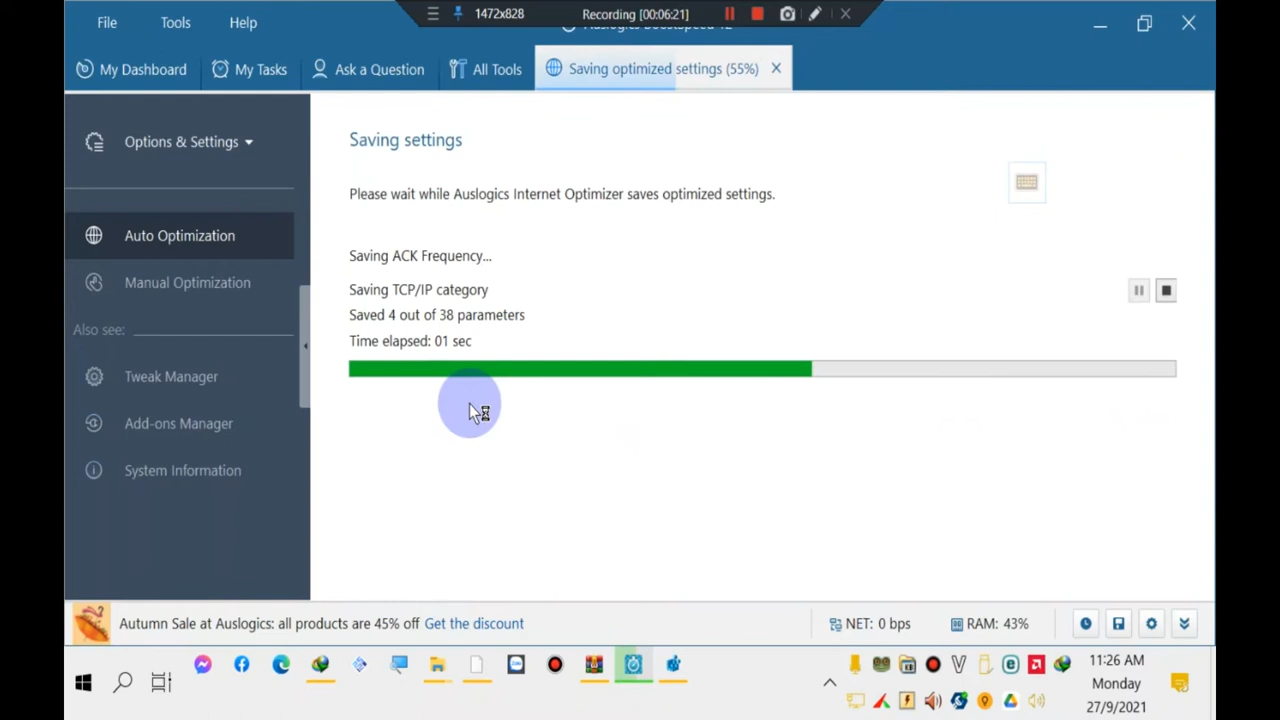 1472x828
Recording [00:06:21]
File
Tools
Help
My Dashboard
My Tasks
Ask a Question
All Tools
Saving optimized settings (55%)
Options & Settings
Auto Optimization
Manual Optimization
Also see:
Tweak Manager
Add-ons Manager
System Information
Saving settings
Please wait while Auslogics Internet Optimizer saves optimized settings.
Saving ACK Frequency...
Saving TCP/IP category
Saved 4 out of 38 parameters
Time elapsed: 01 sec
Autumn Sale at Auslogics: all products are 45% off Get the discount
NET: 0 bps
RAM: 43%
11:26 AM
Monday
27/9/2021